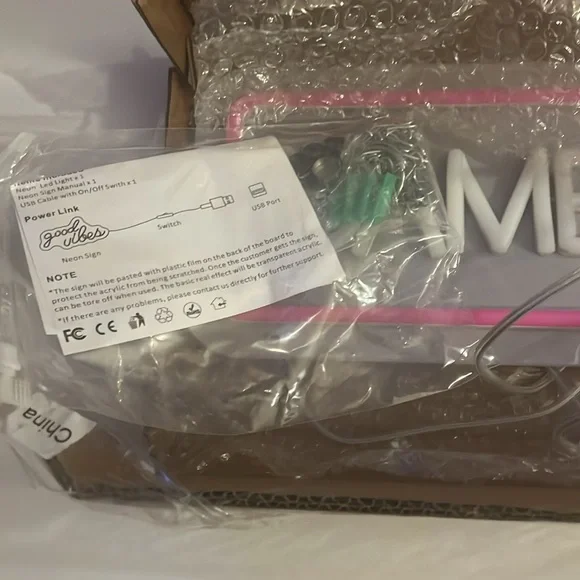 Neon Led Light x 1
Neon Sign Manual x 1
USB Cable with On/Off Swith x 1
Power Link
good vibes
Switch
USB Port
Neon Sign
NOTE
*The sign will be pasted with plastic film on the back of the board to
protect the acrylic from being scratched. Once the customer gets the sign,
can be tore off when used. The basic real effect will be transparent acrylic.
*If there are any problems, please contact us directly for further support.
FC CE
ME
China